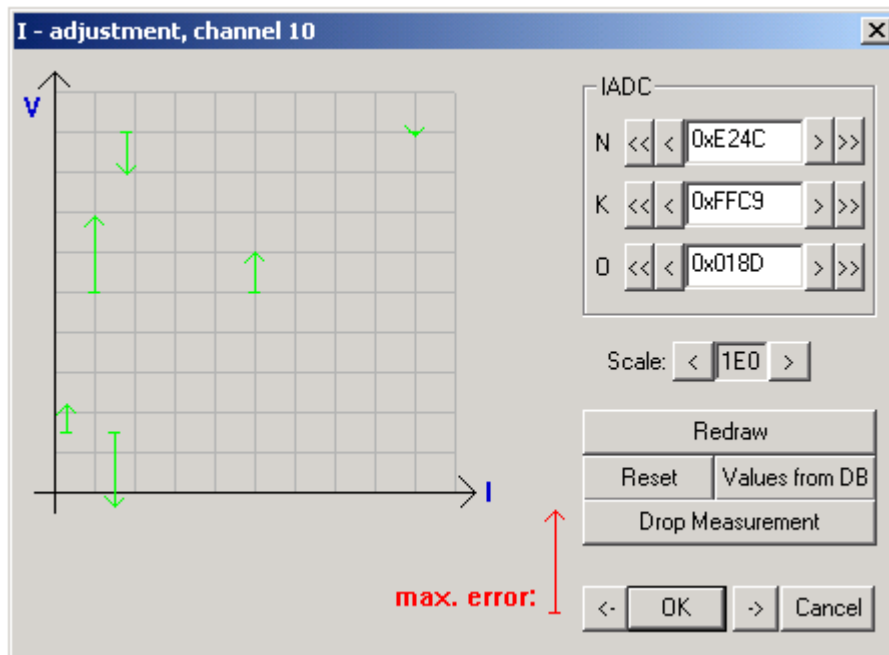 I - adjustment, channel 10
V
I
IADC
N << < 0xE24C > >>
K << < 0xFFC9 > >>
O << < 0x018D > >>
Scale: < 1E0 >
Redraw
Reset Values from DB
Drop Measurement
max. error:
<- OK -> Cancel